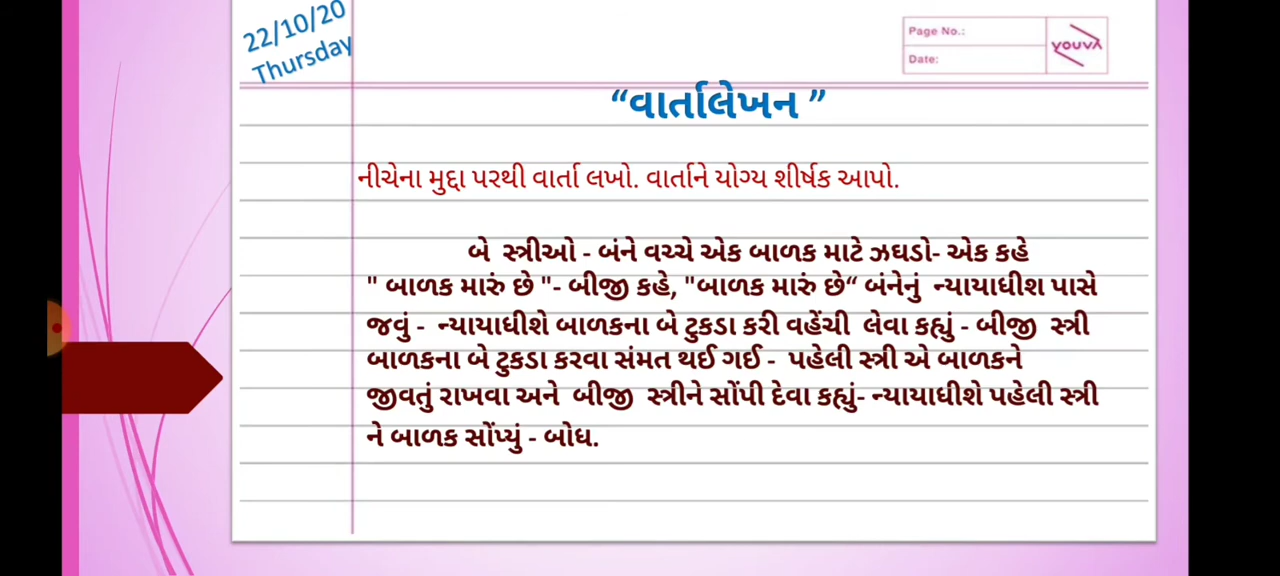 22/10/20
Thursday
Page No.:
Date:
YOUVA
“વાર્તાલેખન ”
નીચેના મુદ્દા પરથી વાર્તા લખો. વાર્તાને યોગ્ય શીર્ષક આપો.
બે સ્ત્રીઓ - બંને વચ્ચે એક બાળક માટે ઝઘડો- એક કહે
" બાળક મારું છે "- બીજી કહે, "બાળક મારું છે“ બંનેનું ન્યાયાધીશ પાસે
જવું - ન્યાયાધીશે બાળકના બે ટુકડા કરી વહેંચી લેવા કહ્યું - બીજી સ્ત્રી
બાળકના બે ટુકડા કરવા સંમત થઈ ગઈ - પહેલી સ્ત્રી એ બાળકને
જીવતું રાખવા અને બીજી સ્ત્રીને સોંપી દેવા કહ્યું- ન્યાયાધીશે પહેલી સ્ત્રી
ને બાળક સોંપ્યું - બોધ.